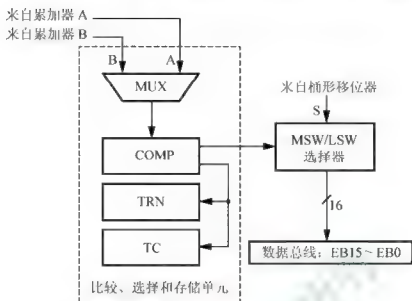 来自累加器 A
来自累加器 B
B
A
MUX
来自桶形移位器
S
COMP
MSW/LSW
选择器
TRN
16
TC
数据总线：EB15～EB0
比较、选择和存储单元